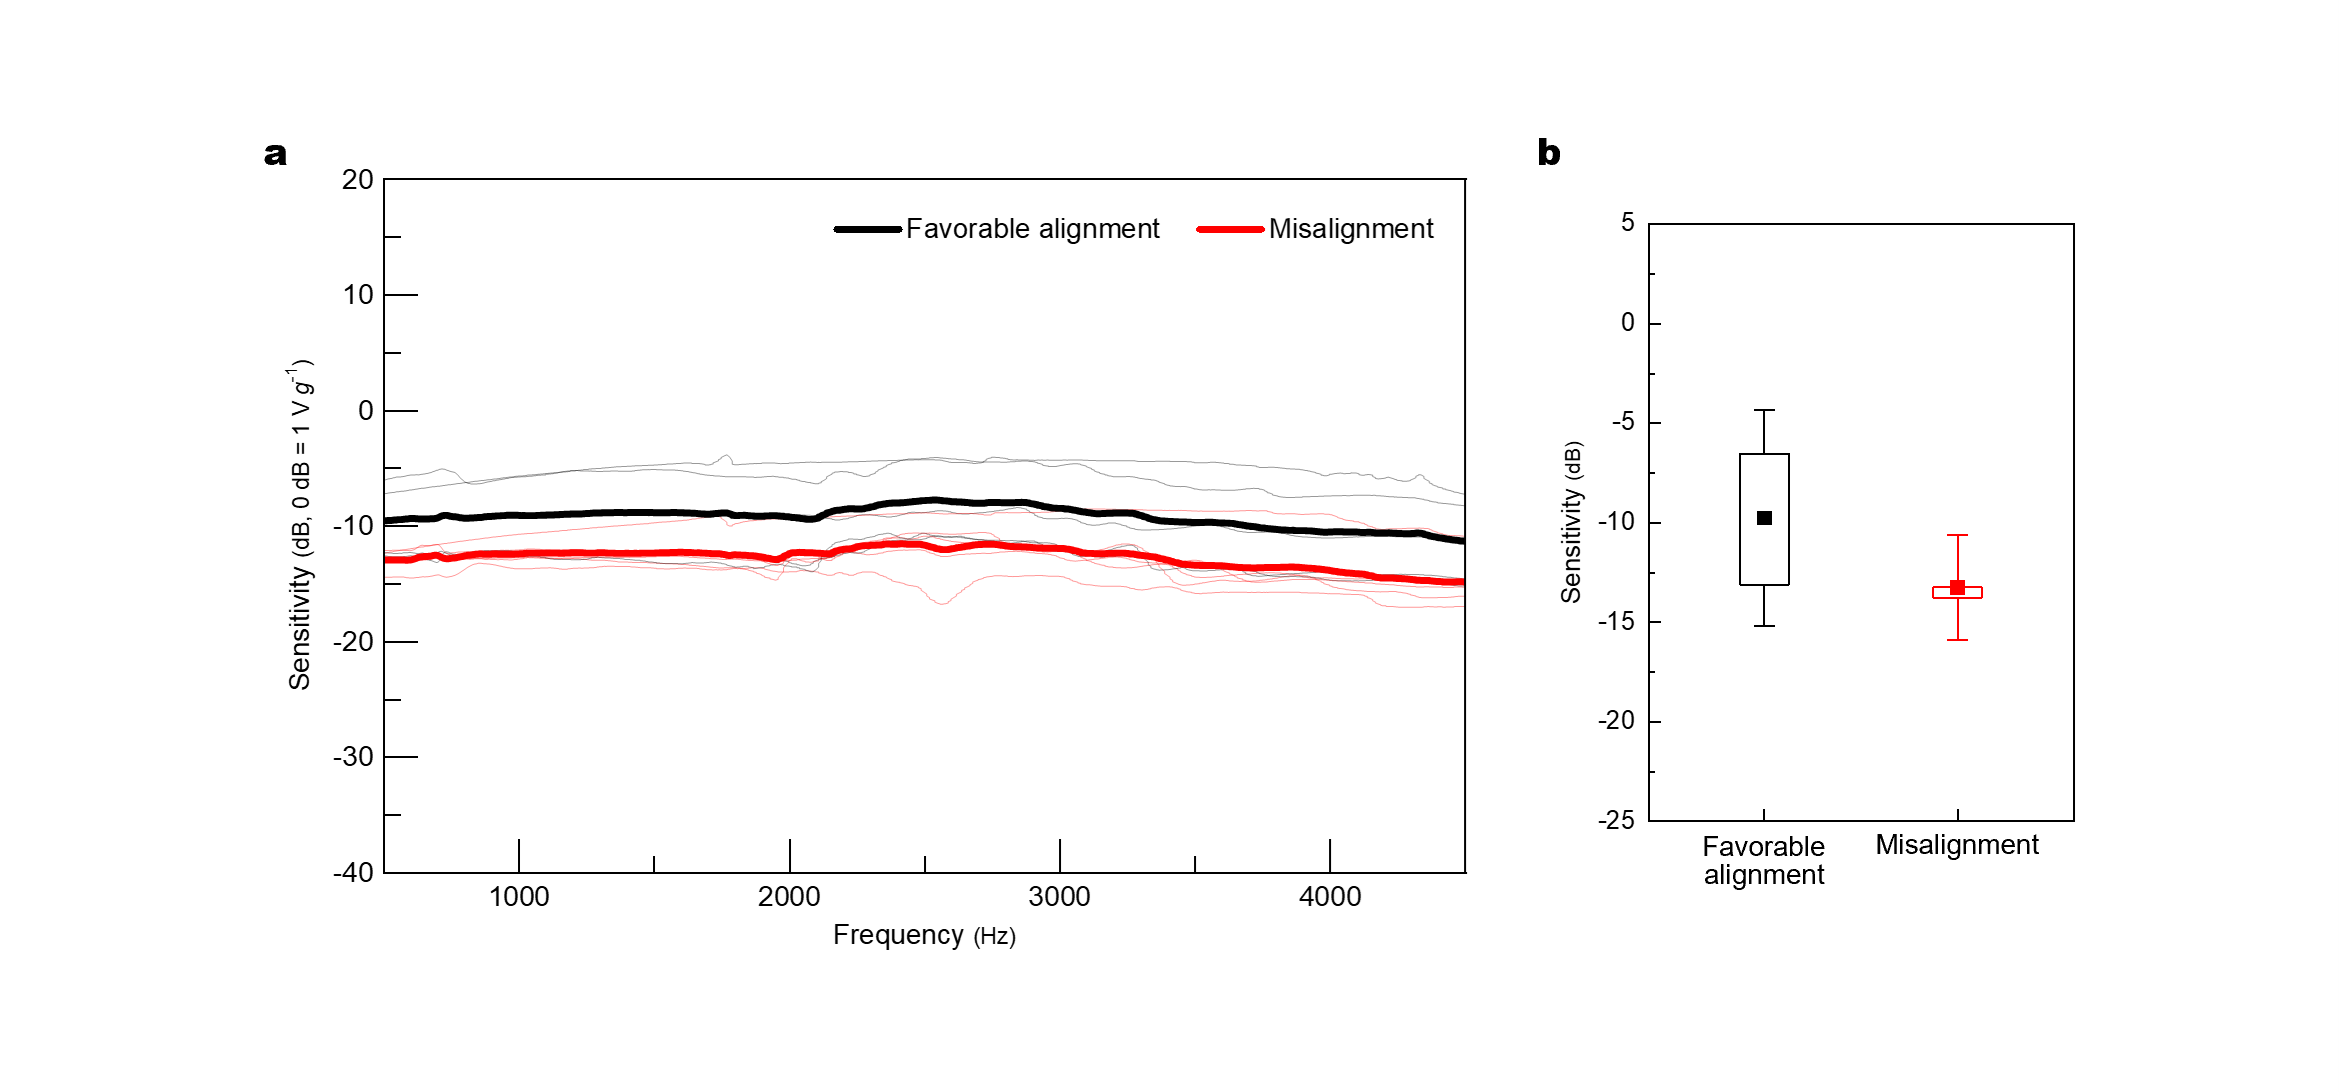 a
20
10
0
-10
-20
-30
-40
Sensitivity (dB, 0 dB = 1 V g⁻¹)
Favorable alignment
Misalignment
1000
2000
3000
4000
Frequency (Hz)
b
5
0
-5
-10
-15
-20
-25
Sensitivity (dB)
Favorable
alignment
Misalignment